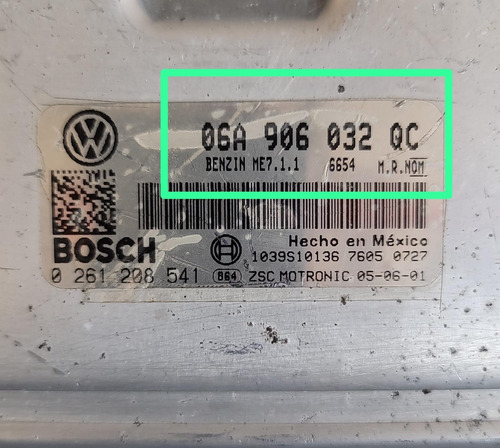 06A 906 032 QC
BENZIN ME7.1.1 6654 M.R.NOM
BOSCH
Hecho en México
1039S10136 7605 0727
0 261 208 541 B64 ZSC MOTRONIC 05-06-01